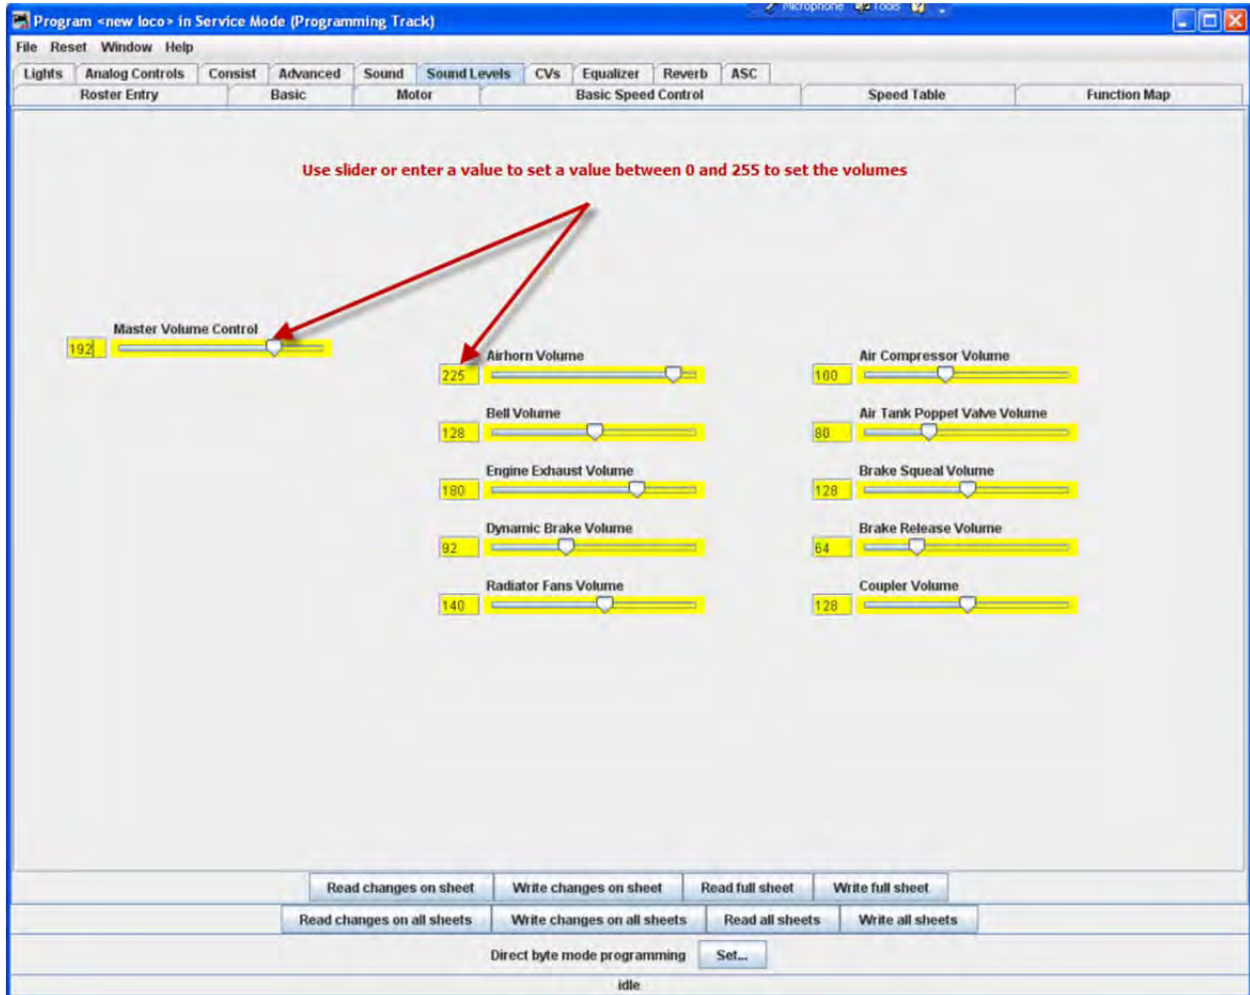 Microphone Tools
Program <new loco> in Service Mode (Programming Track)
File Reset Window Help
Lights Analog Controls Consist Advanced Sound Sound Levels CVs Equalizer Reverb ASC
Roster Entry Basic Motor Basic Speed Control Speed Table Function Map
Use slider or enter a value to set a value between 0 and 255 to set the volumes
Master Volume Control
192
Airhorn Volume
225
Bell Volume
128
Engine Exhaust Volume
180
Dynamic Brake Volume
92
Radiator Fans Volume
140
Air Compressor Volume
100
Air Tank Poppet Valve Volume
80
Brake Squeal Volume
128
Brake Release Volume
64
Coupler Volume
128
Read changes on sheet Write changes on sheet Read full sheet Write full sheet
Read changes on all sheets Write changes on all sheets Read all sheets Write all sheets
Direct byte mode programming Set...
idle